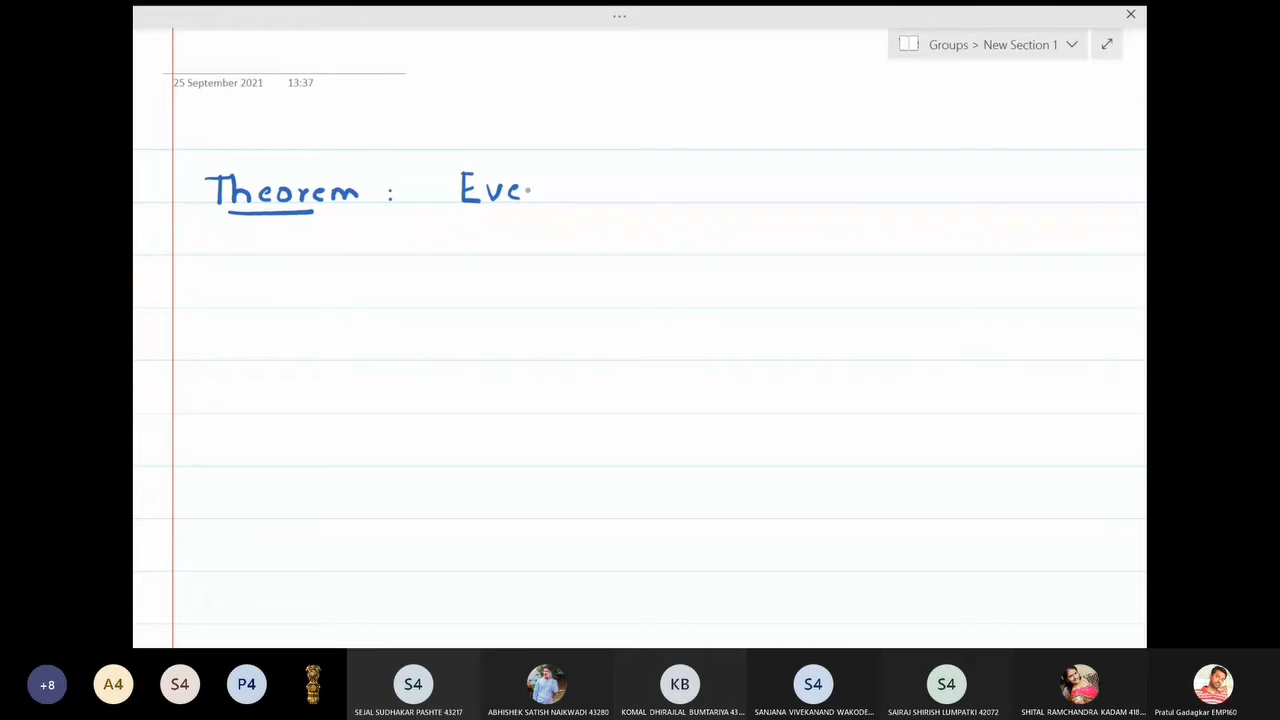 Groups > New Section 1
25 September 2021 13:37
Theorem : Eve
+8 A4 S4 P4 S4 KB S4 S4
SEJAL SUDHAKAR PASHTE 43217 ABHISHEK SATISH NAIKWADI 43280 KOMAL DHIRAJLAL BUMTARIYA 43... SANJANA VIVEKANAND WAKODE... SAIRAJ SHIRISH LUMPATKI 42072 SHITAL RAMCHANDRA KADAM 418... Pratul Gadagkar EMP160